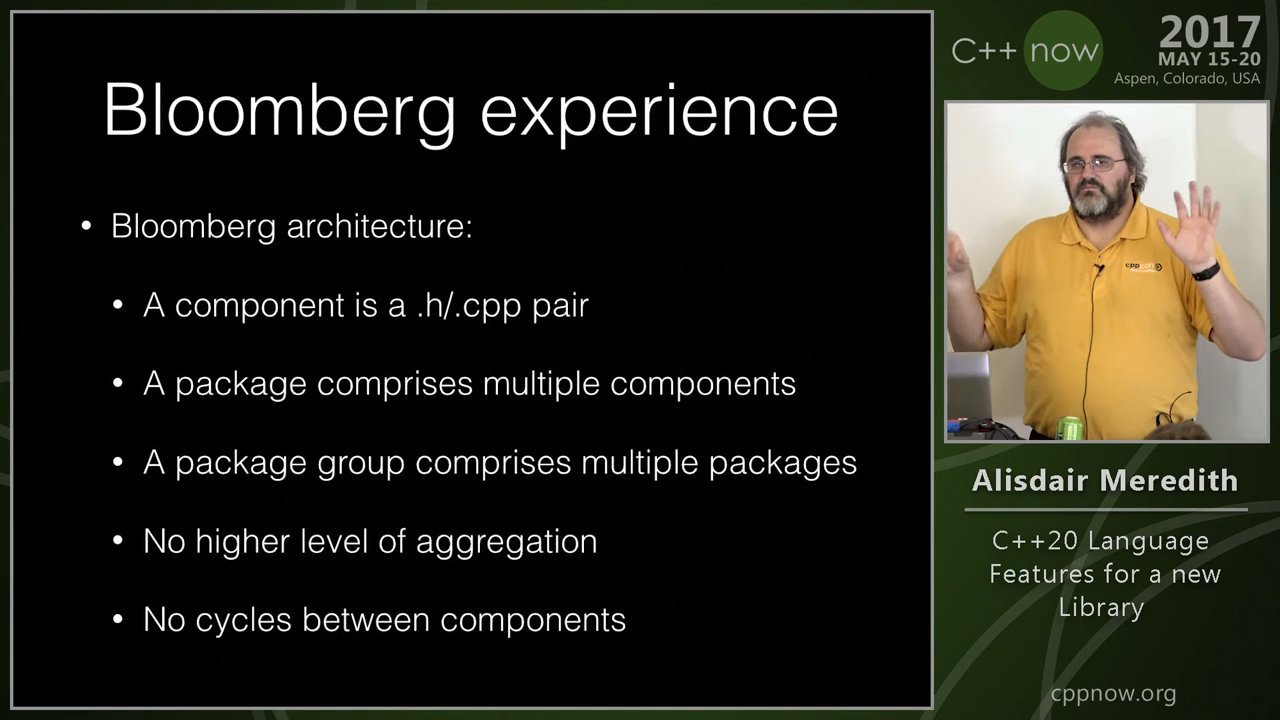 Bloomberg experience
• Bloomberg architecture:
• A component is a .h/.cpp pair
• A package comprises multiple components
• A package group comprises multiple packages
• No higher level of aggregation
• No cycles between components
C++ now
2017
MAY 15-20
Aspen, Colorado, USA
cpp
Alisdair Meredith
C++20 Language
Features for a new
Library
cppnow.org